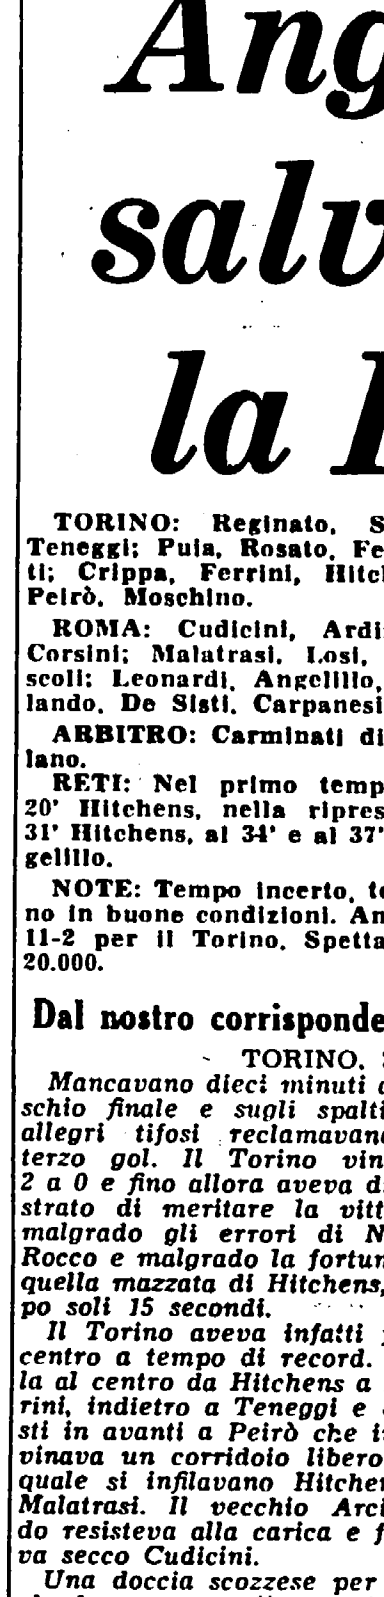 Ang
salv
la
TORINO: Reginato, S
Teneggi; Puia, Rosato, Fe
ti; Crippa, Ferrini, Hitch
Peirò, Moschino.
ROMA: Cudicini, Ardi
Corsini; Malatrasi, Losi,
scoli; Leonardi, Angelillo,
lando, De Sisti, Carpanesi
ARBITRO: Carminati di
lano.
RETI: Nel primo temp
20' Hitchens, nella ripres
31' Hitchens, al 34' e al 37'
gelillo.
NOTE: Tempo incerto, te
no in buone condizioni. An
11-2 per il Torino. Spetta
20.000.
Dal nostro corrisponde
TORINO,
Mancavano dieci minuti
schio finale e sugli spalti
allegri tifosi reclamavano
terzo gol. Il Torino vin
2 a 0 e fino allora aveva di
strato di meritare la vitt
malgrado gli errori di N
Rocco e malgrado la fortun
quella mazzata di Hitchens,
po soli 15 secondi.
Il Torino aveva infatti
centro a tempo di record.
la al centro da Hitchens a
rini, indietro a Teneggi e
sti in avanti a Peirò che i
vinava un corridoio libero
quale si infilavano Hitchen
Malatrasi. Il vecchio Arci
do resisteva alla carica e f
va secco Cudicini.
Una doccia scozzese per